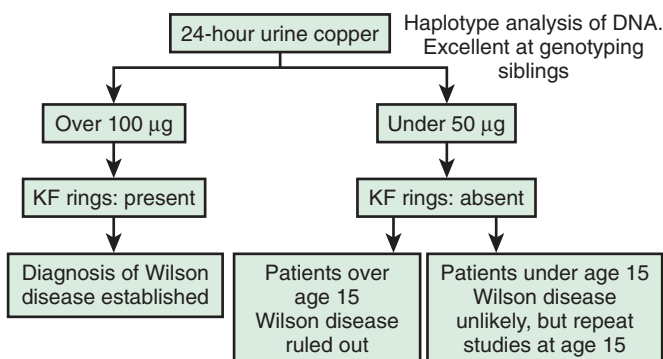 24-hour urine copper
Haplotype analysis of DNA.
Excellent at genotyping
siblings
Over 100 μg
Under 50 μg
KF rings: present
KF rings: absent
Diagnosis of Wilson
disease established
Patients over
age 15
Wilson disease
ruled out
Patients under age 15
Wilson disease
unlikely, but repeat
studies at age 15